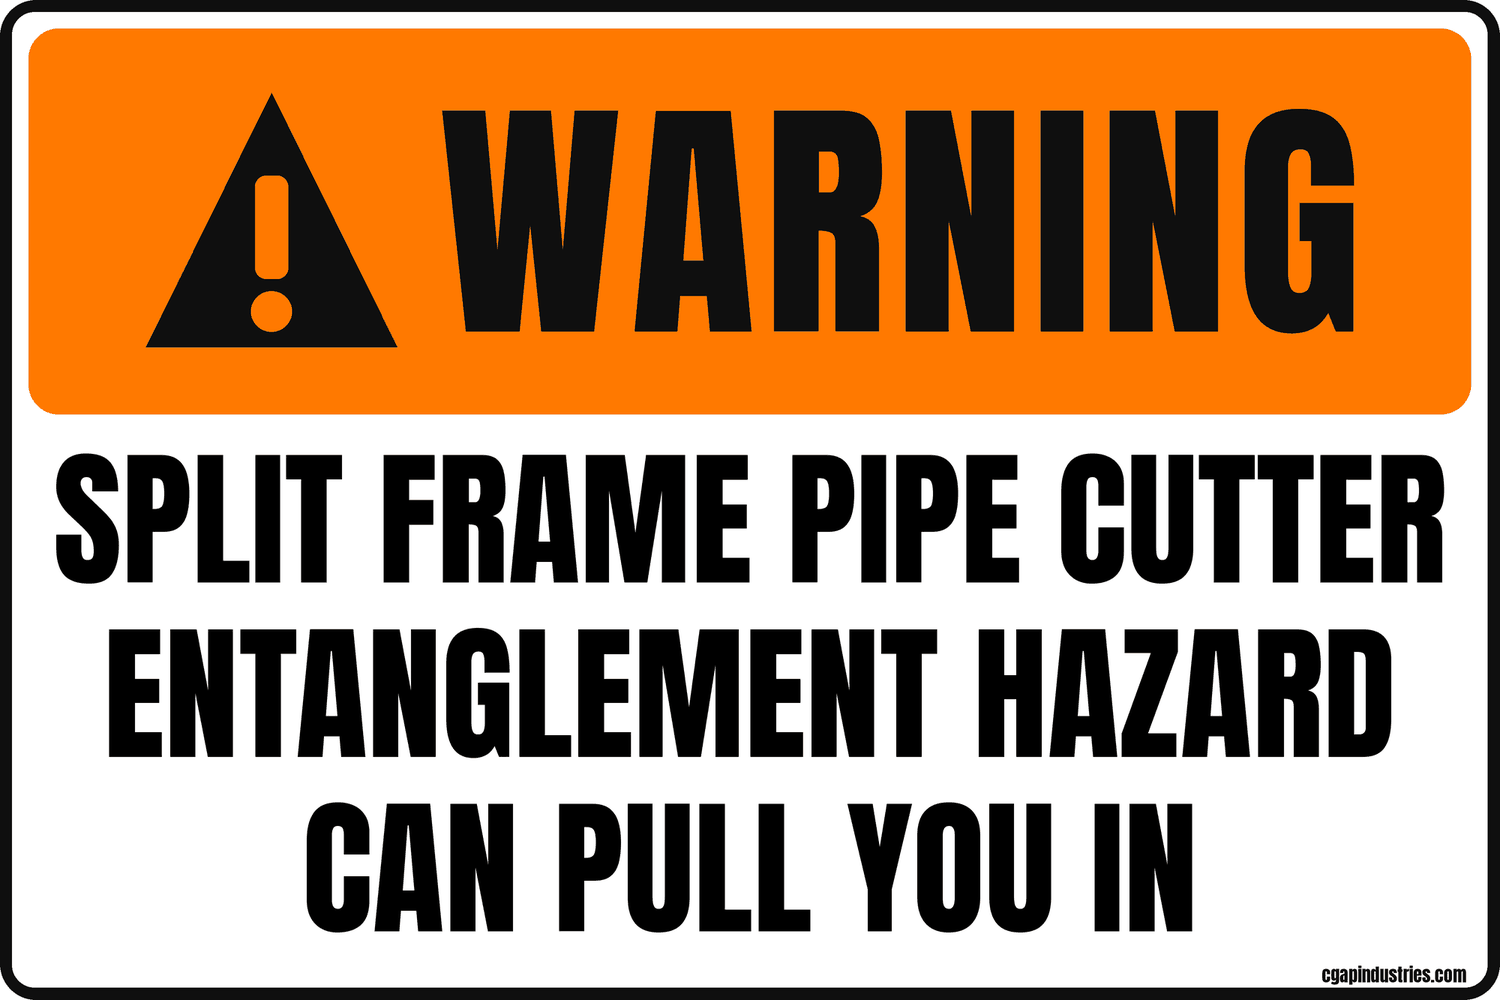 WARNING
SPLIT FRAME PIPE CUTTER
ENTANGLEMENT HAZARD
CAN PULL YOU IN
cgapindustries.com